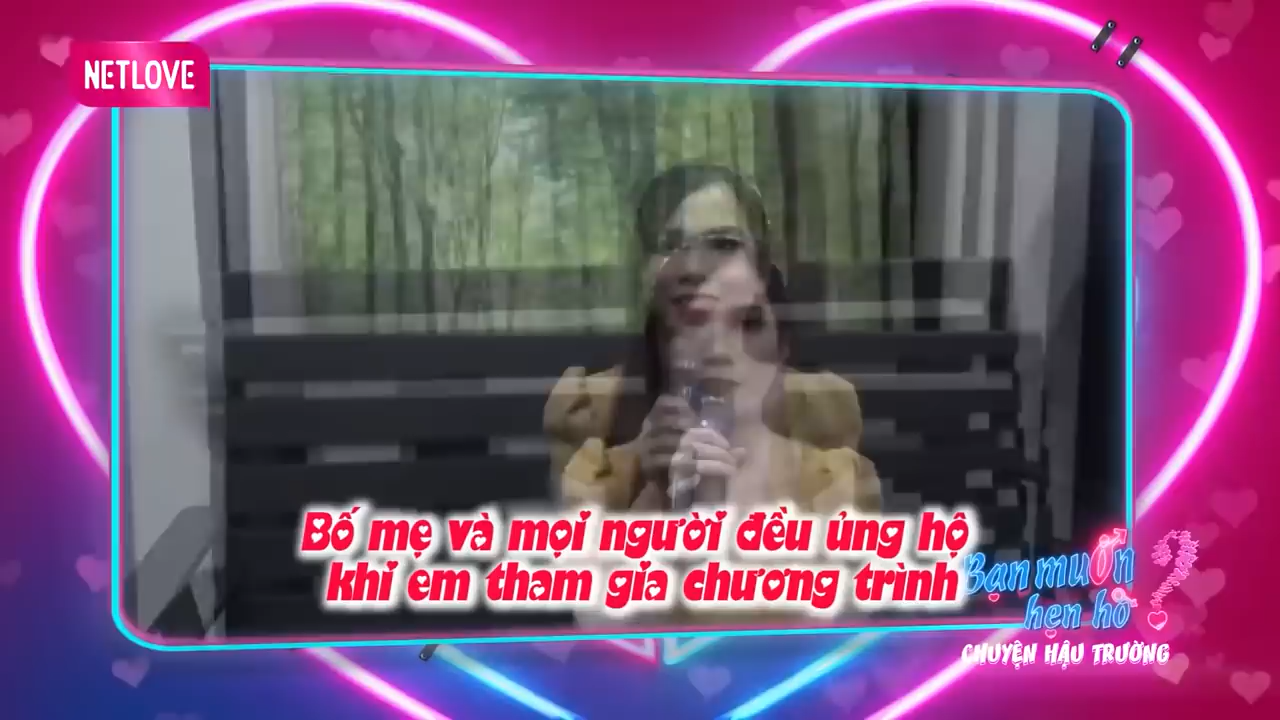 NETLOVE
Bố mẹ và mọi người đều ủng hộ
khi em tham gia chương trình
Bạn muốn
hẹn hò?
CHUYỆN HẬU TRƯỜNG